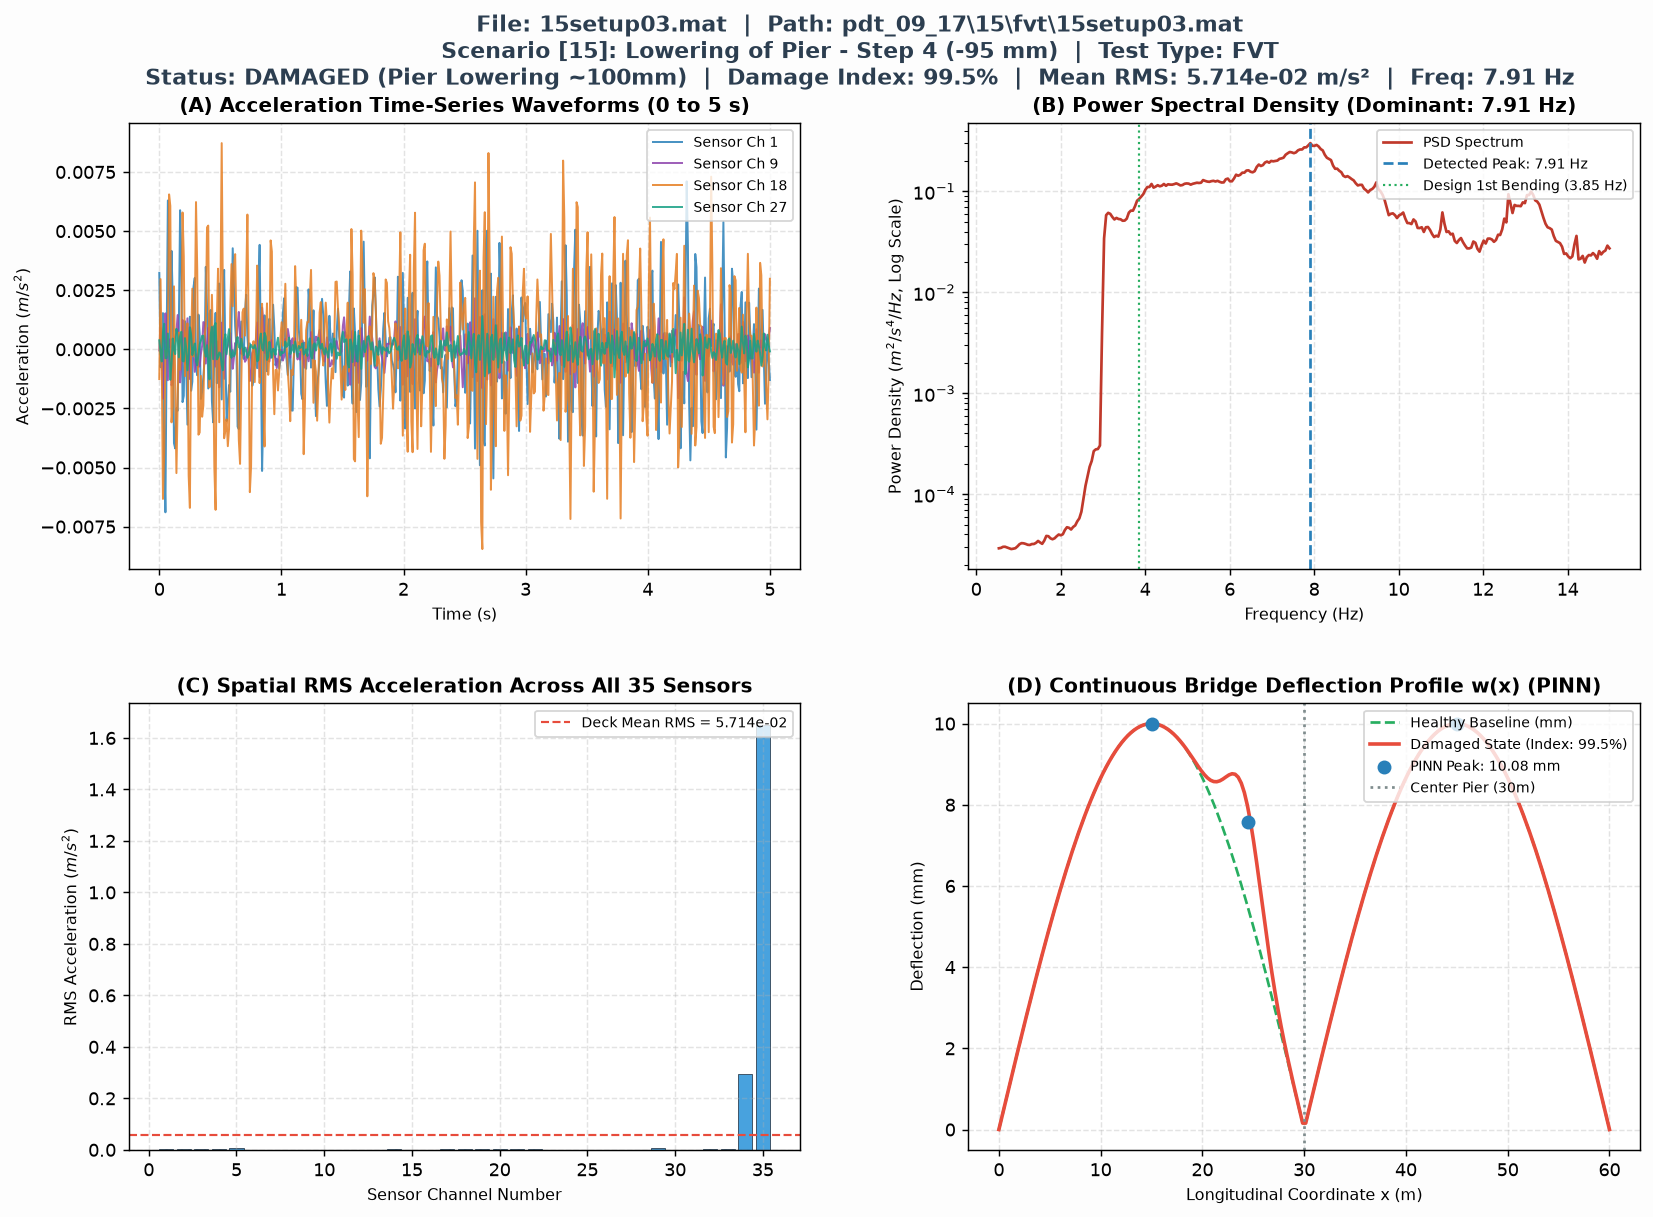 File: 15setup03.mat  |  Path: pdt_09_17\15\fvt\15setup03.mat
Scenario [15]: Lowering of Pier - Step 4 (-95 mm)  |  Test Type: FVT
Status: DAMAGED (Pier Lowering ~100mm)  |  Damage Index: 99.5%  |  Mean RMS: 5.714e-02 m/s²  |  Freq: 7.91 Hz
(A) Acceleration Time-Series Waveforms (0 to 5 s)
Acceleration (m/s²)
0.0075
0.0050
0.0025
0.0000
−0.0025
−0.0050
−0.0075
Sensor Ch 1
Sensor Ch 9
Sensor Ch 18
Sensor Ch 27
0 1 2 3 4 5
Time (s)
(B) Power Spectral Density (Dominant: 7.91 Hz)
Power Density (m²/s⁴/Hz, Log Scale)
10⁻¹
10⁻²
10⁻³
10⁻⁴
PSD Spectrum
Detected Peak: 7.91 Hz
Design 1st Bending (3.85 Hz)
0 2 4 6 8 10 12 14
Frequency (Hz)
(C) Spatial RMS Acceleration Across All 35 Sensors
RMS Acceleration (m/s²)
1.6
1.4
1.2
1.0
0.8
0.6
0.4
0.2
0.0
Deck Mean RMS = 5.714e-02
0 5 10 15 20 25 30 35
Sensor Channel Number
(D) Continuous Bridge Deflection Profile w(x) (PINN)
Deflection (mm)
10
8
6
4
2
0
Healthy Baseline (mm)
Damaged State (Index: 99.5%)
PINN Peak: 10.08 mm
Center Pier (30m)
0 10 20 30 40 50 60
Longitudinal Coordinate x (m)